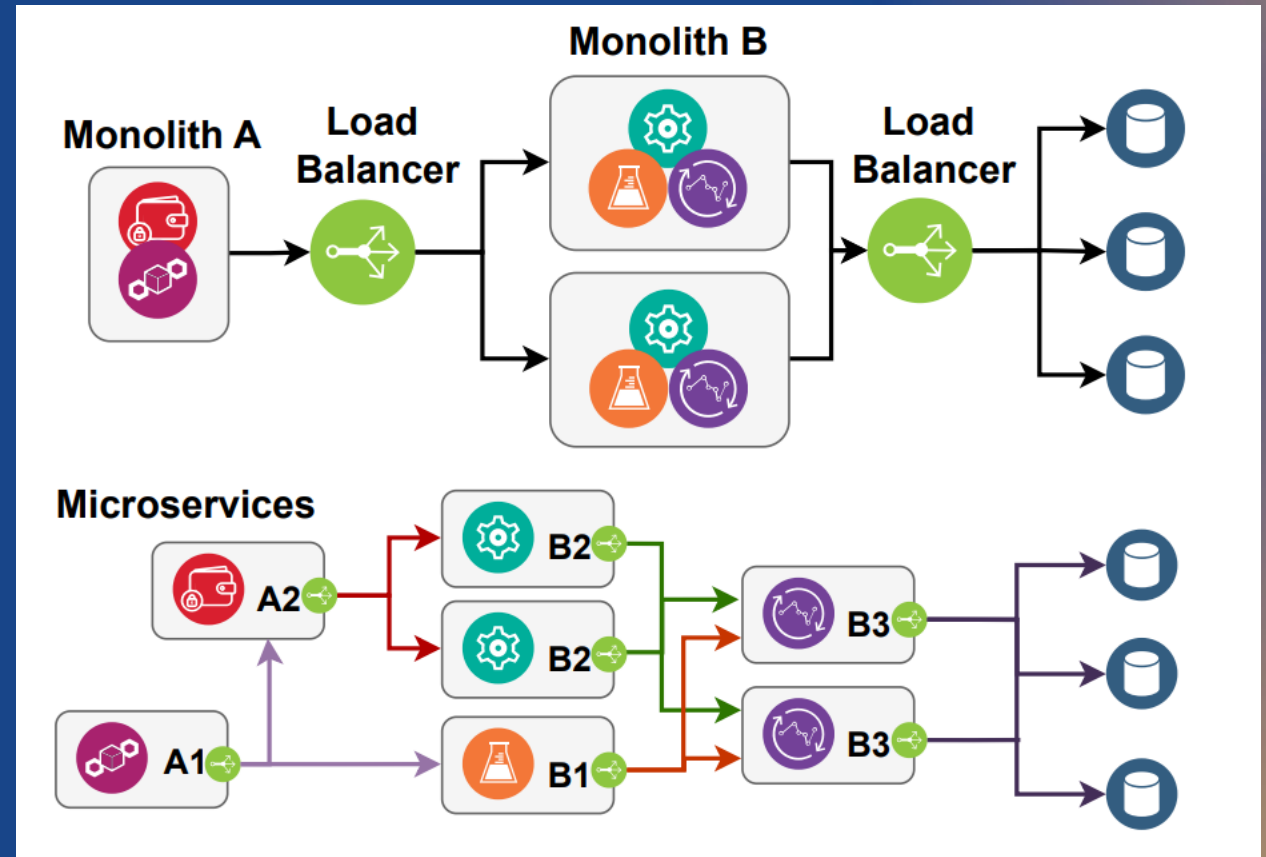 Monolith B
Monolith A
Load
Balancer
Load
Balancer
Microservices
A2
B2
B2
B3
A1
B1
B3